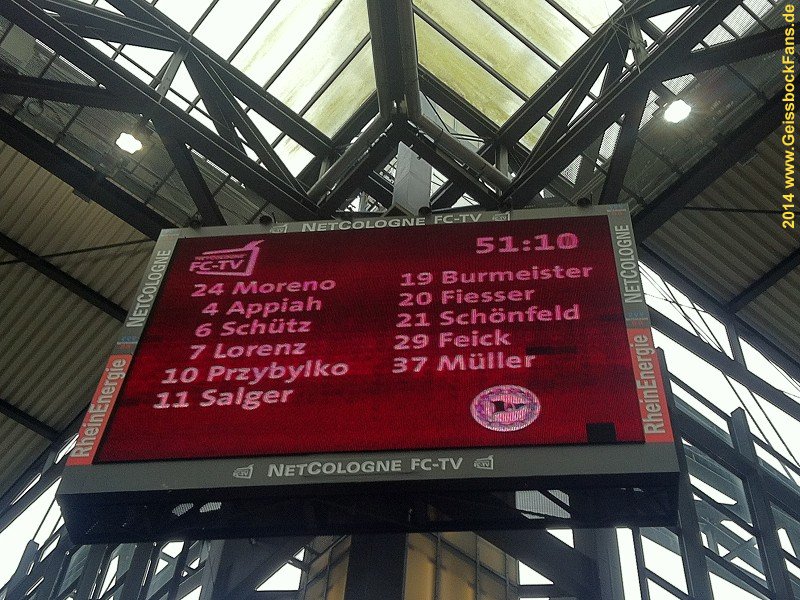 2014 www.GeissbockFans.de
NETCOLOGNE FC-TV
NETCOLOGNE
FC-TV
51:10
24 Moreno
4 Appiah
6 Schütz
7 Lorenz
10 Przybylko
11 Salger
19 Burmeister
20 Fiesser
21 Schönfeld
29 Feick
37 Müller
NETCOLOGNE
RheinEnergie
NETCOLOGNE
RheinEnergie
NETCOLOGNE FC-TV